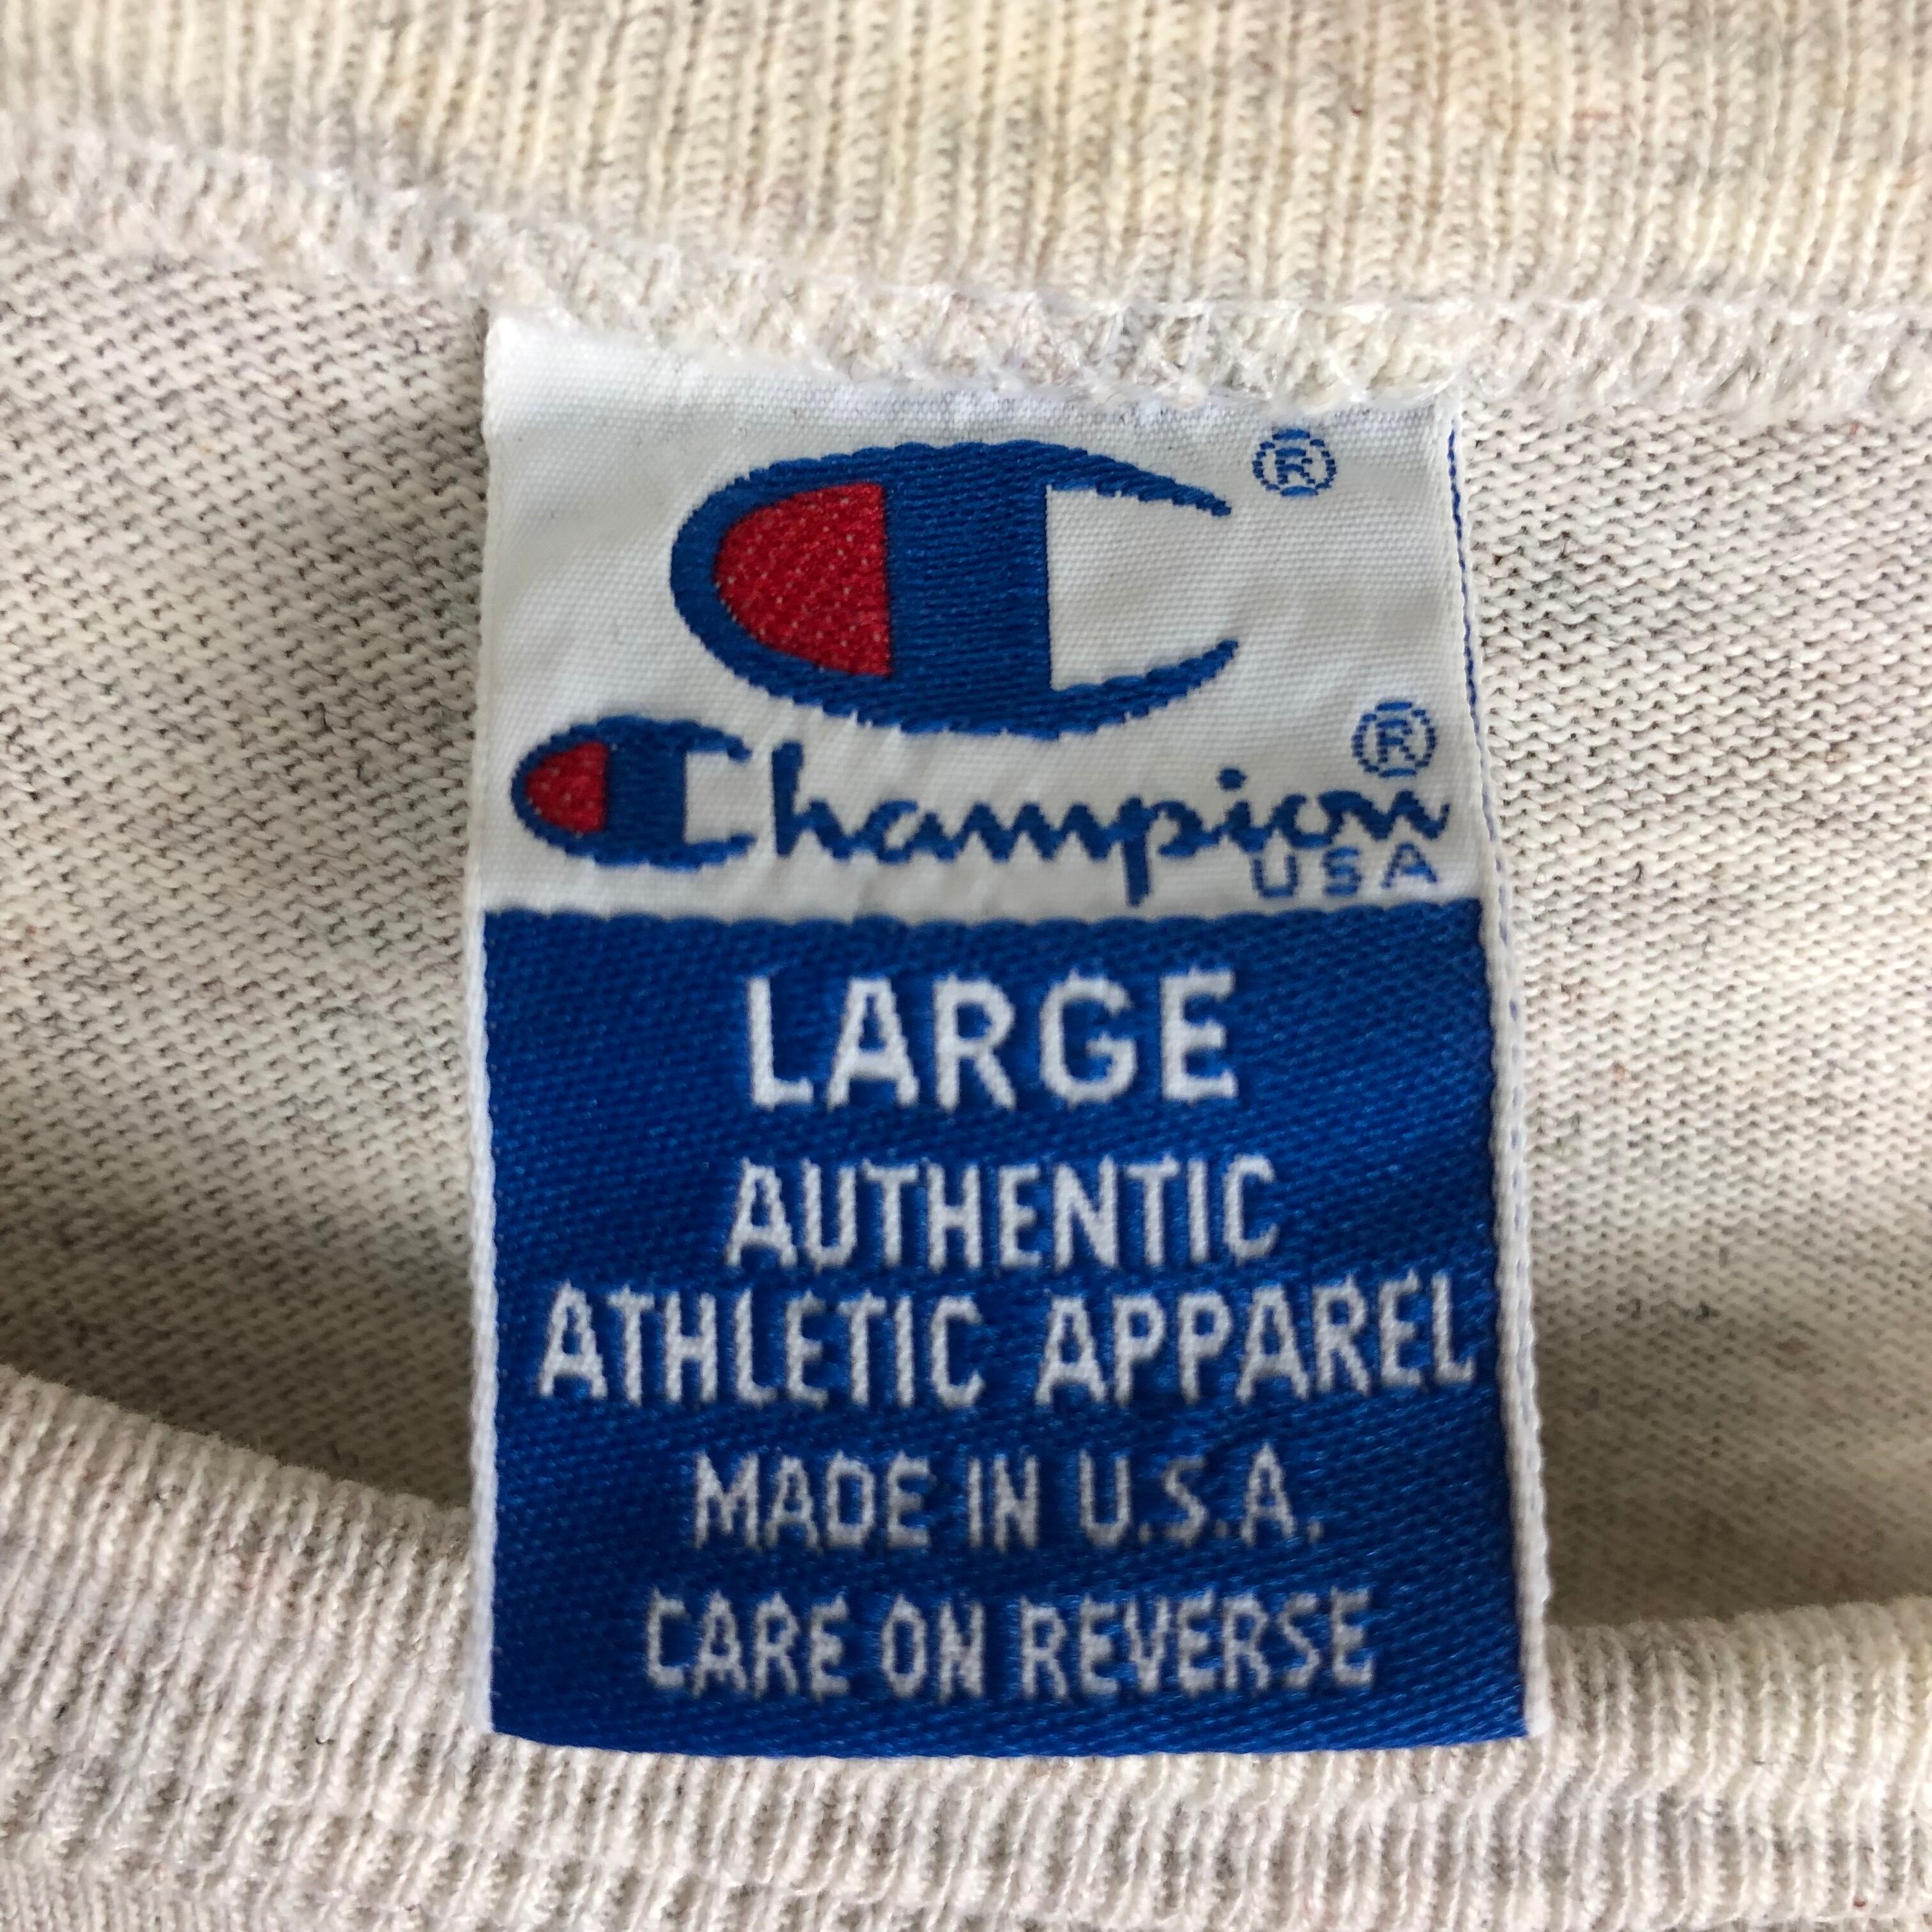 ®
Champion®
USA
LARGE
AUTHENTIC
ATHLETIC APPAREL
MADE IN U.S.A.
CARE ON REVERSE